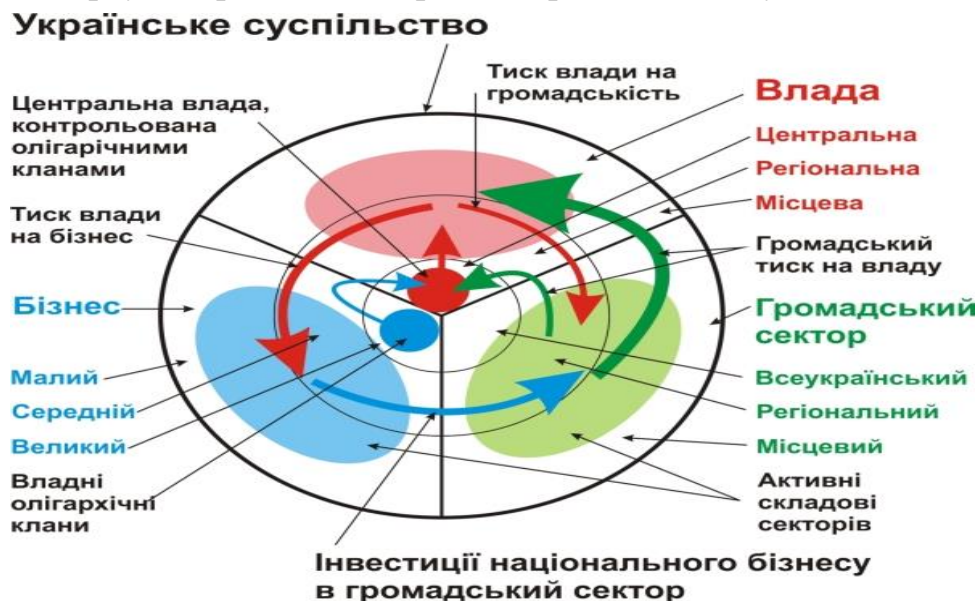 Українське суспільство
Тиск влади на
громадськість
Центральна влада,
контрольована
олігарічними
кланами
Тиск влади
на бізнес
Бізнес
Малий
Середній
Великий
Владні
олігархічні
клани
Влада
Центральна
Регіональна
Місцева
Громадський
тиск на владу
Громадський
сектор
Всеукраїнський
Регіональний
Місцевий
Активні
складові
секторів
Інвестиції національного бізнесу
в громадський сектор